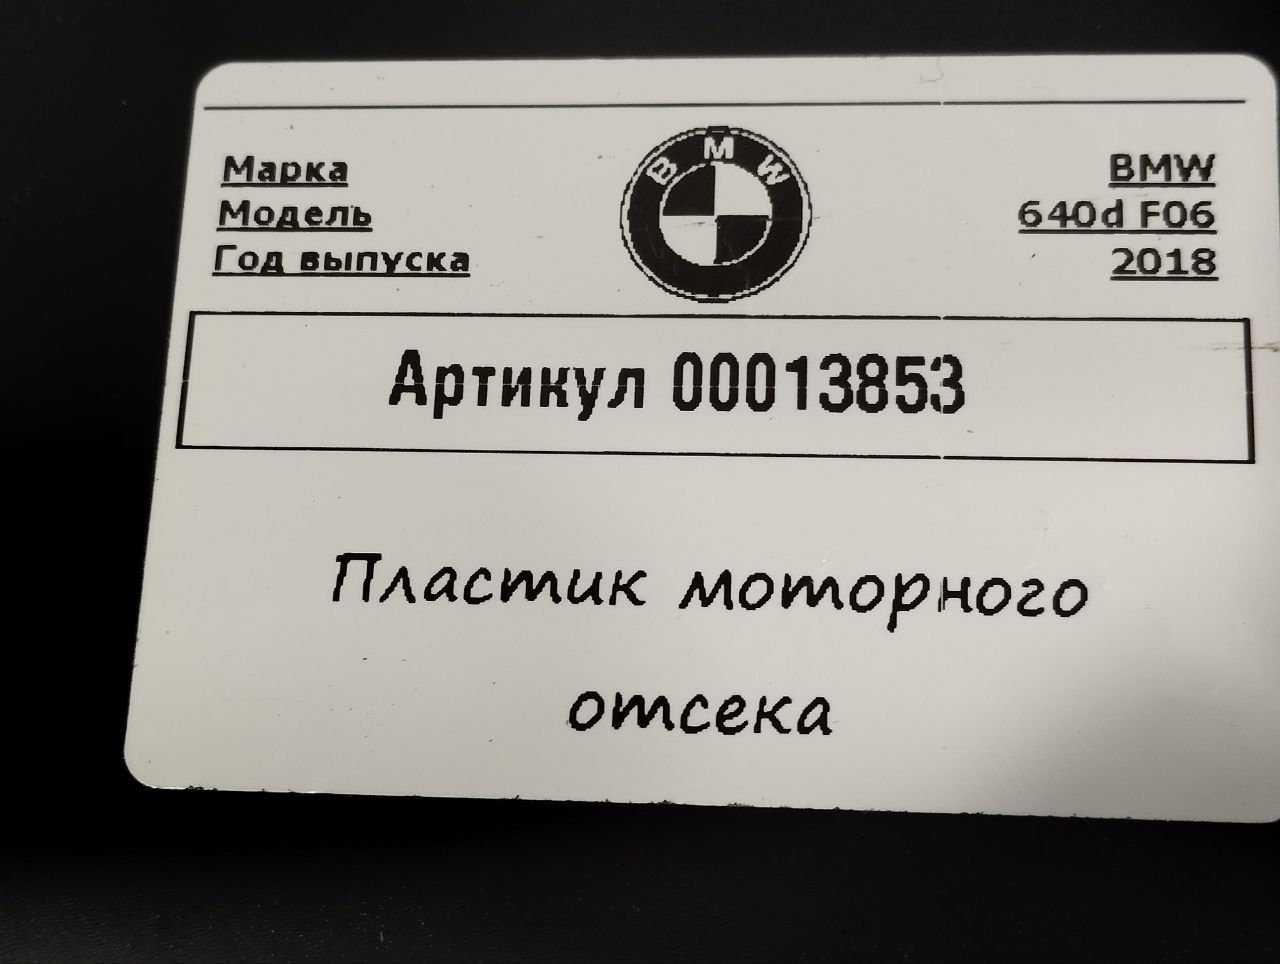 Марка BMW BMW
Модель 640d F06
Год выпуска 2018
Артикул 00013853
Пластик моторного
отсека